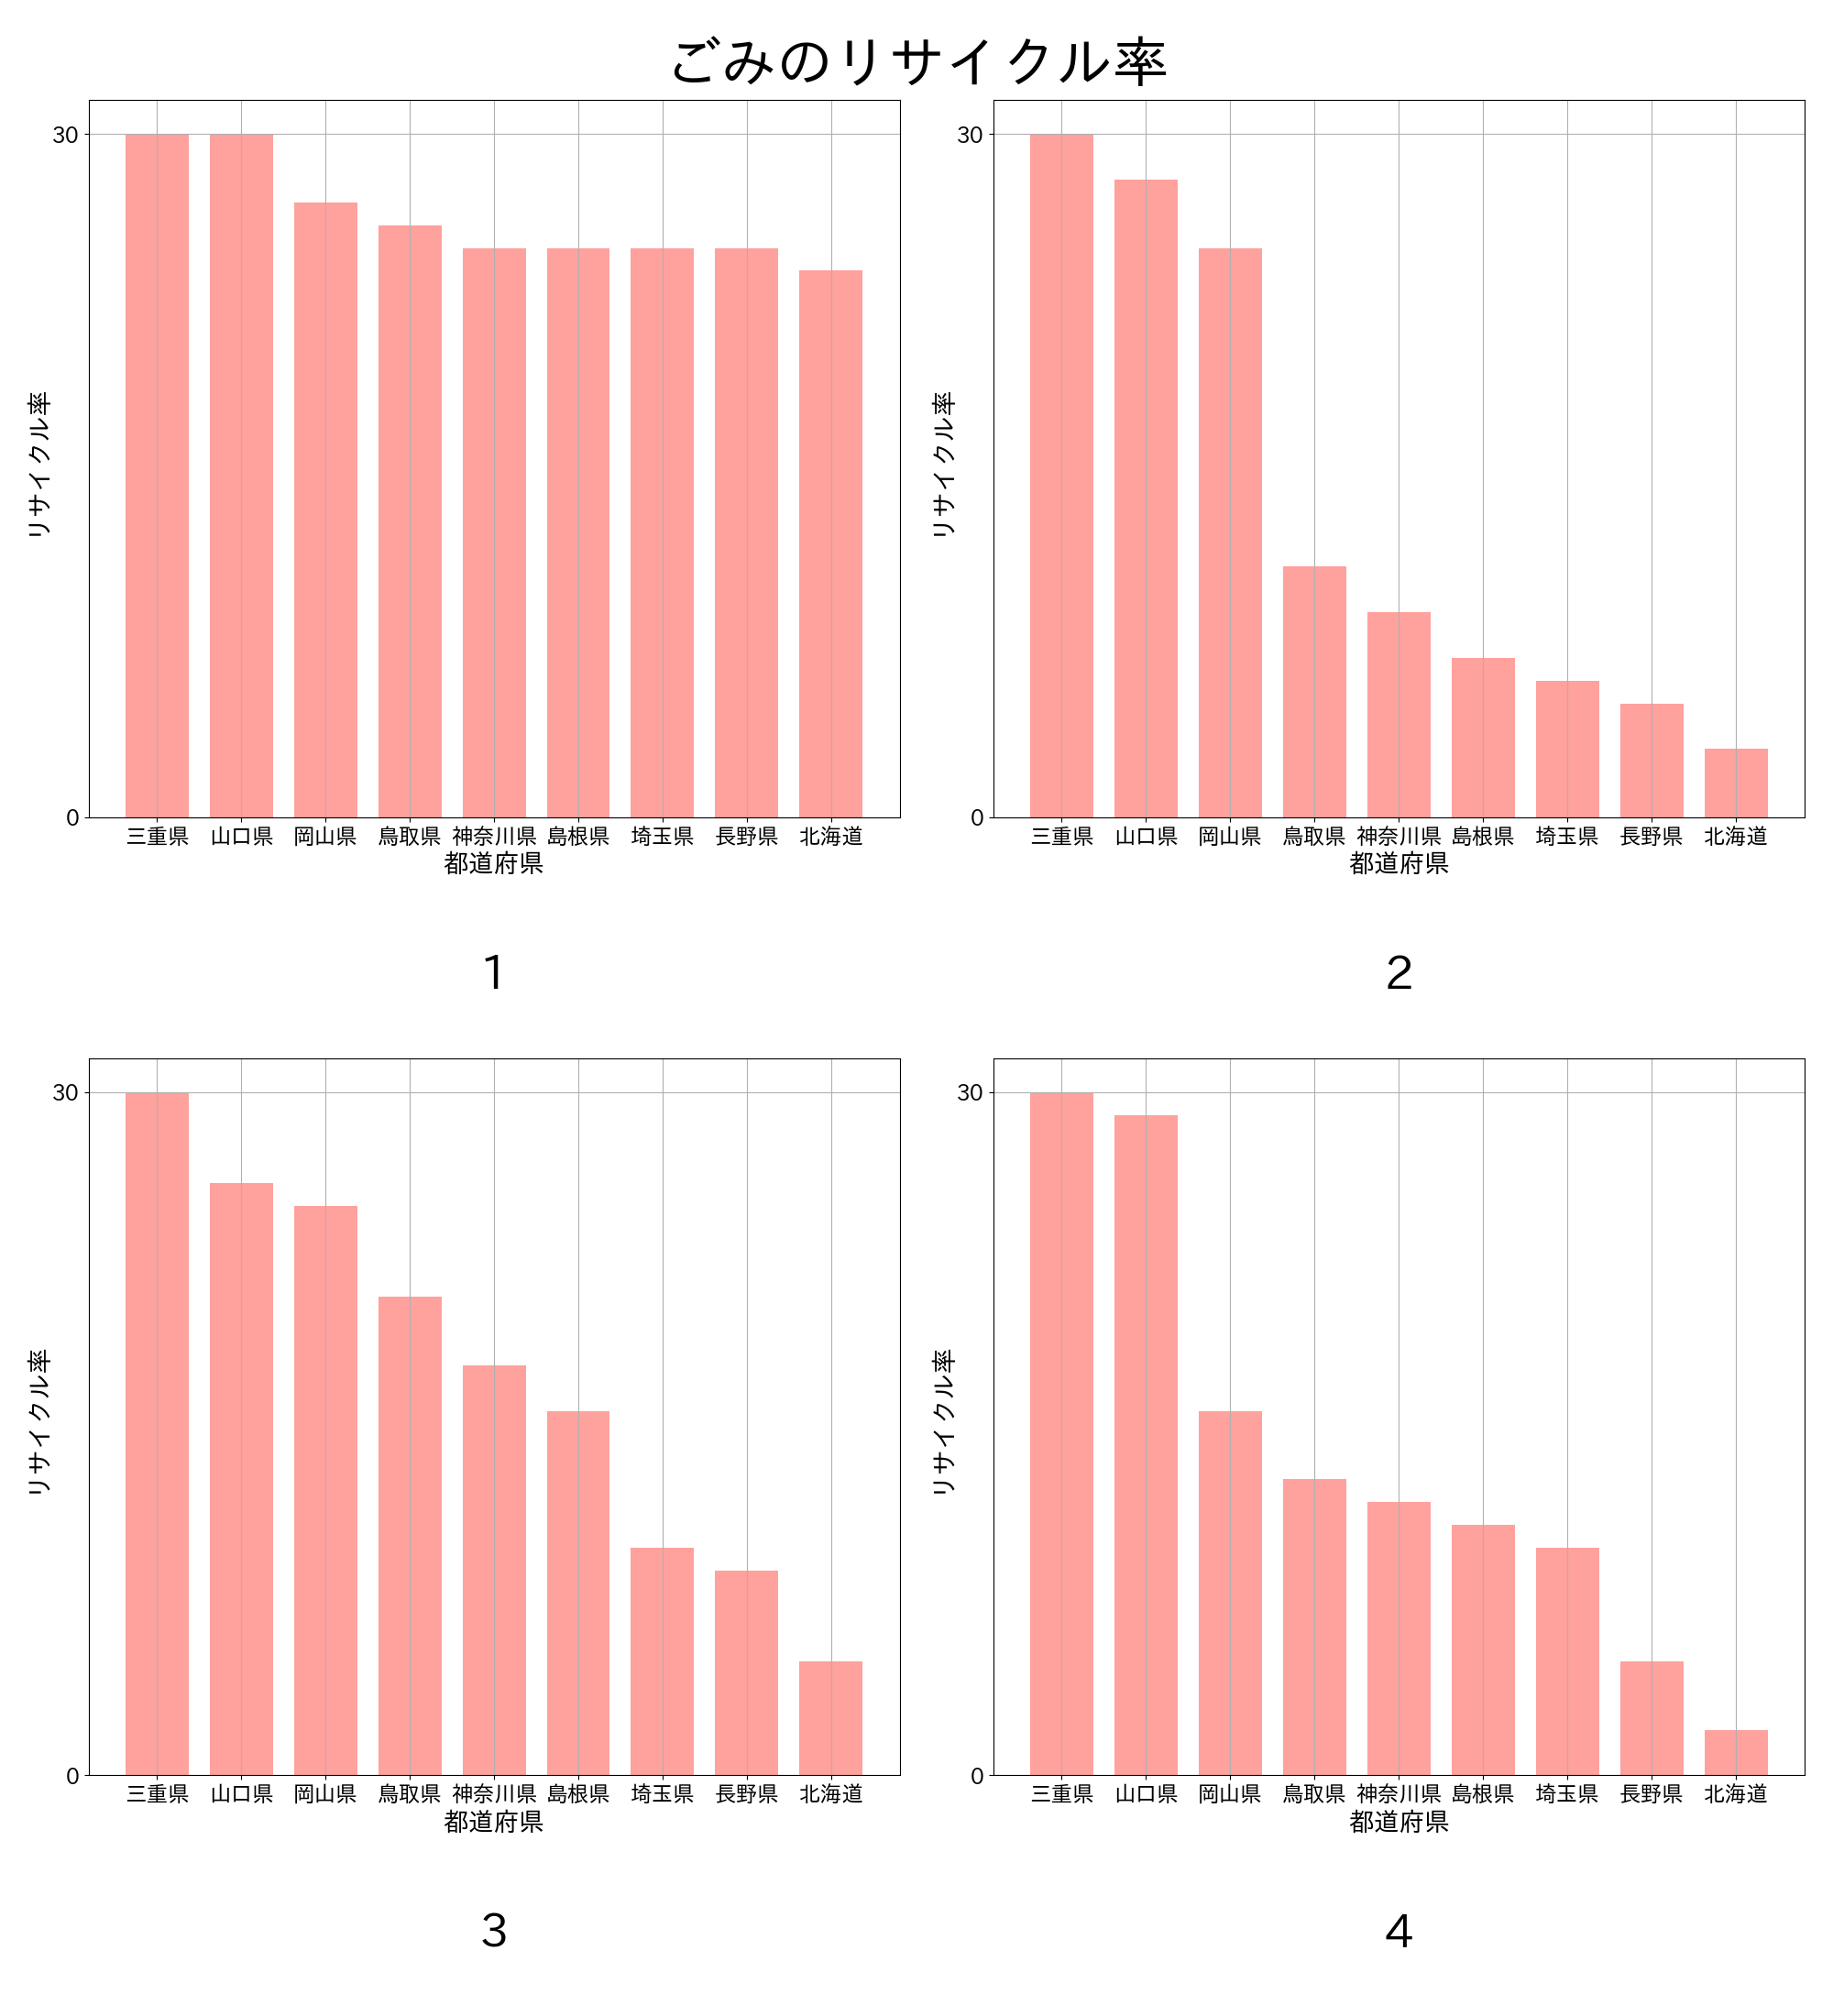 ごみのリサイクル率
30
0
リサイクル率
三重県 山口県 岡山県 鳥取県 神奈川県 島根県 埼玉県 長野県 北海道
都道府県
1
30
0
リサイクル率
三重県 山口県 岡山県 鳥取県 神奈川県 島根県 埼玉県 長野県 北海道
都道府県
2
30
0
リサイクル率
三重県 山口県 岡山県 鳥取県 神奈川県 島根県 埼玉県 長野県 北海道
都道府県
3
30
0
リサイクル率
三重県 山口県 岡山県 鳥取県 神奈川県 島根県 埼玉県 長野県 北海道
都道府県
4